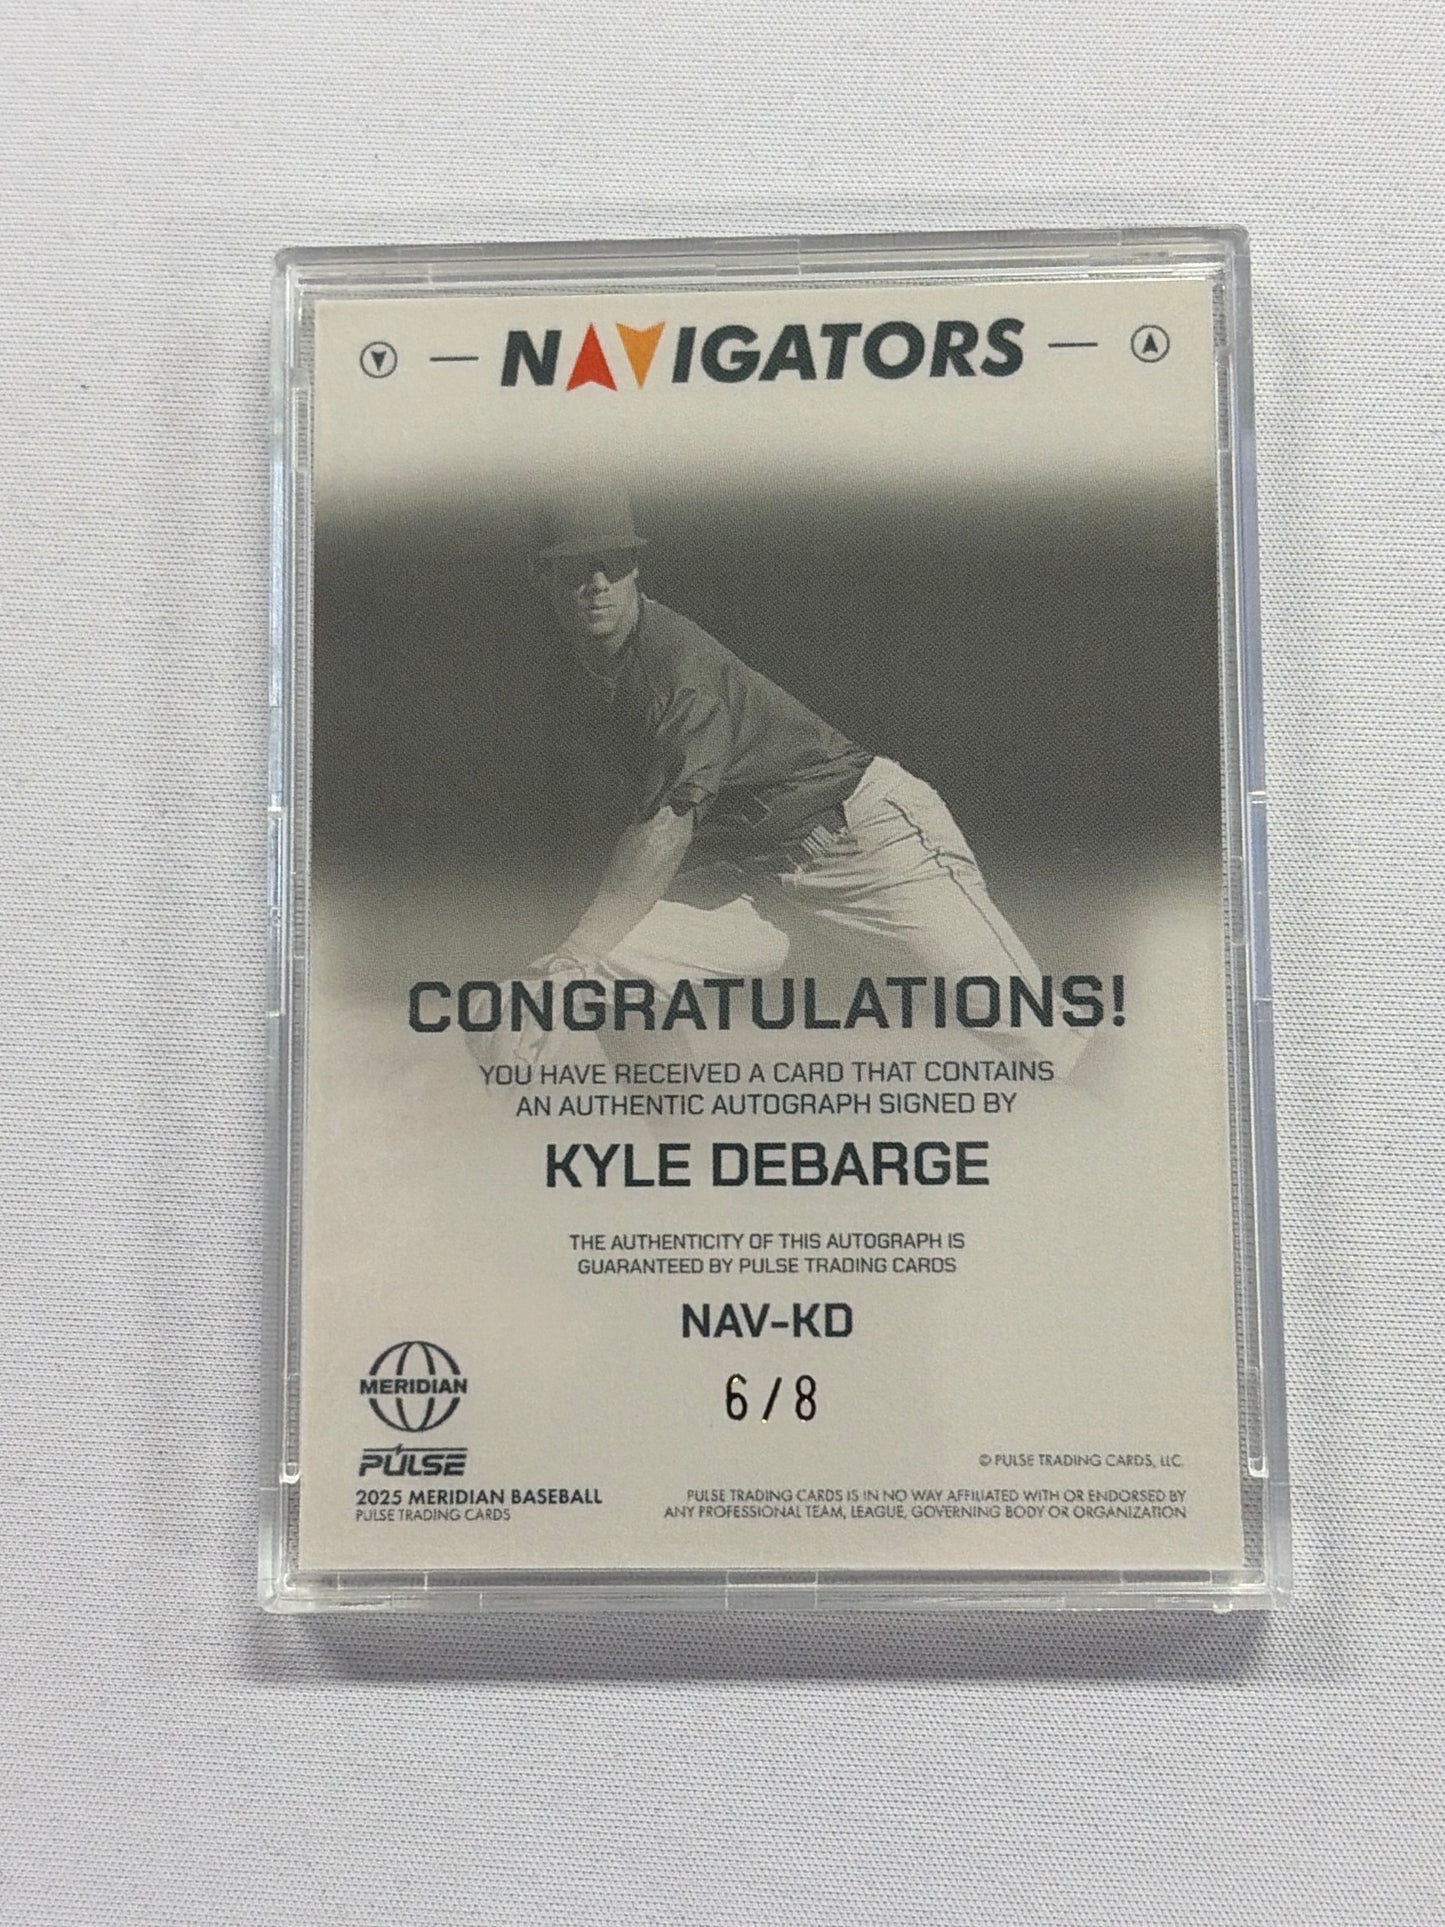 NAVIGATORS
CONGRATULATIONS!
YOU HAVE RECEIVED A CARD THAT CONTAINS
AN AUTHENTIC AUTOGRAPH SIGNED BY
KYLE DEBARGE
THE AUTHENTICITY OF THIS AUTOGRAPH IS
GUARANTEED BY PULSE TRADING CARDS
NAV-KD
6/8
MERIDIAN
PULSE
2025 MERIDIAN BASEBALL
PULSE TRADING CARDS
© PULSE TRADING CARDS, LLC.
PULSE TRADING CARDS IS IN NO WAY AFFILIATED WITH OR ENDORSED BY
ANY PROFESSIONAL TEAM, LEAGUE, GOVERNING BODY OR ORGANIZATION